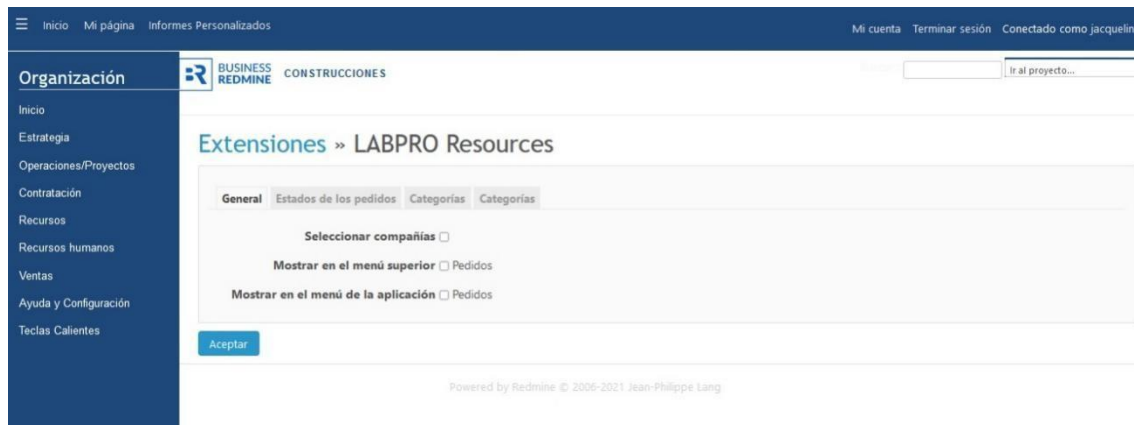 ☰ Inicio Mi página Informes Personalizados
Mi cuenta Terminar sesión Conectado como jacquelin
Organización
Inicio
Estrategia
Operaciones/Proyectos
Contratación
Recursos
Recursos humanos
Ventas
Ayuda y Configuración
Teclas Calientes
BR BUSINESS REDMINE CONSTRUCCIONES
Ir al proyecto...
Extensiones » LABPRO Resources
General Estados de los pedidos Categorías Categorías
Seleccionar compañías
Mostrar en el menú superior Pedidos
Mostrar en el menú de la aplicación Pedidos
Aceptar
Powered by Redmine © 2006-2021 Jean-Philippe Lang